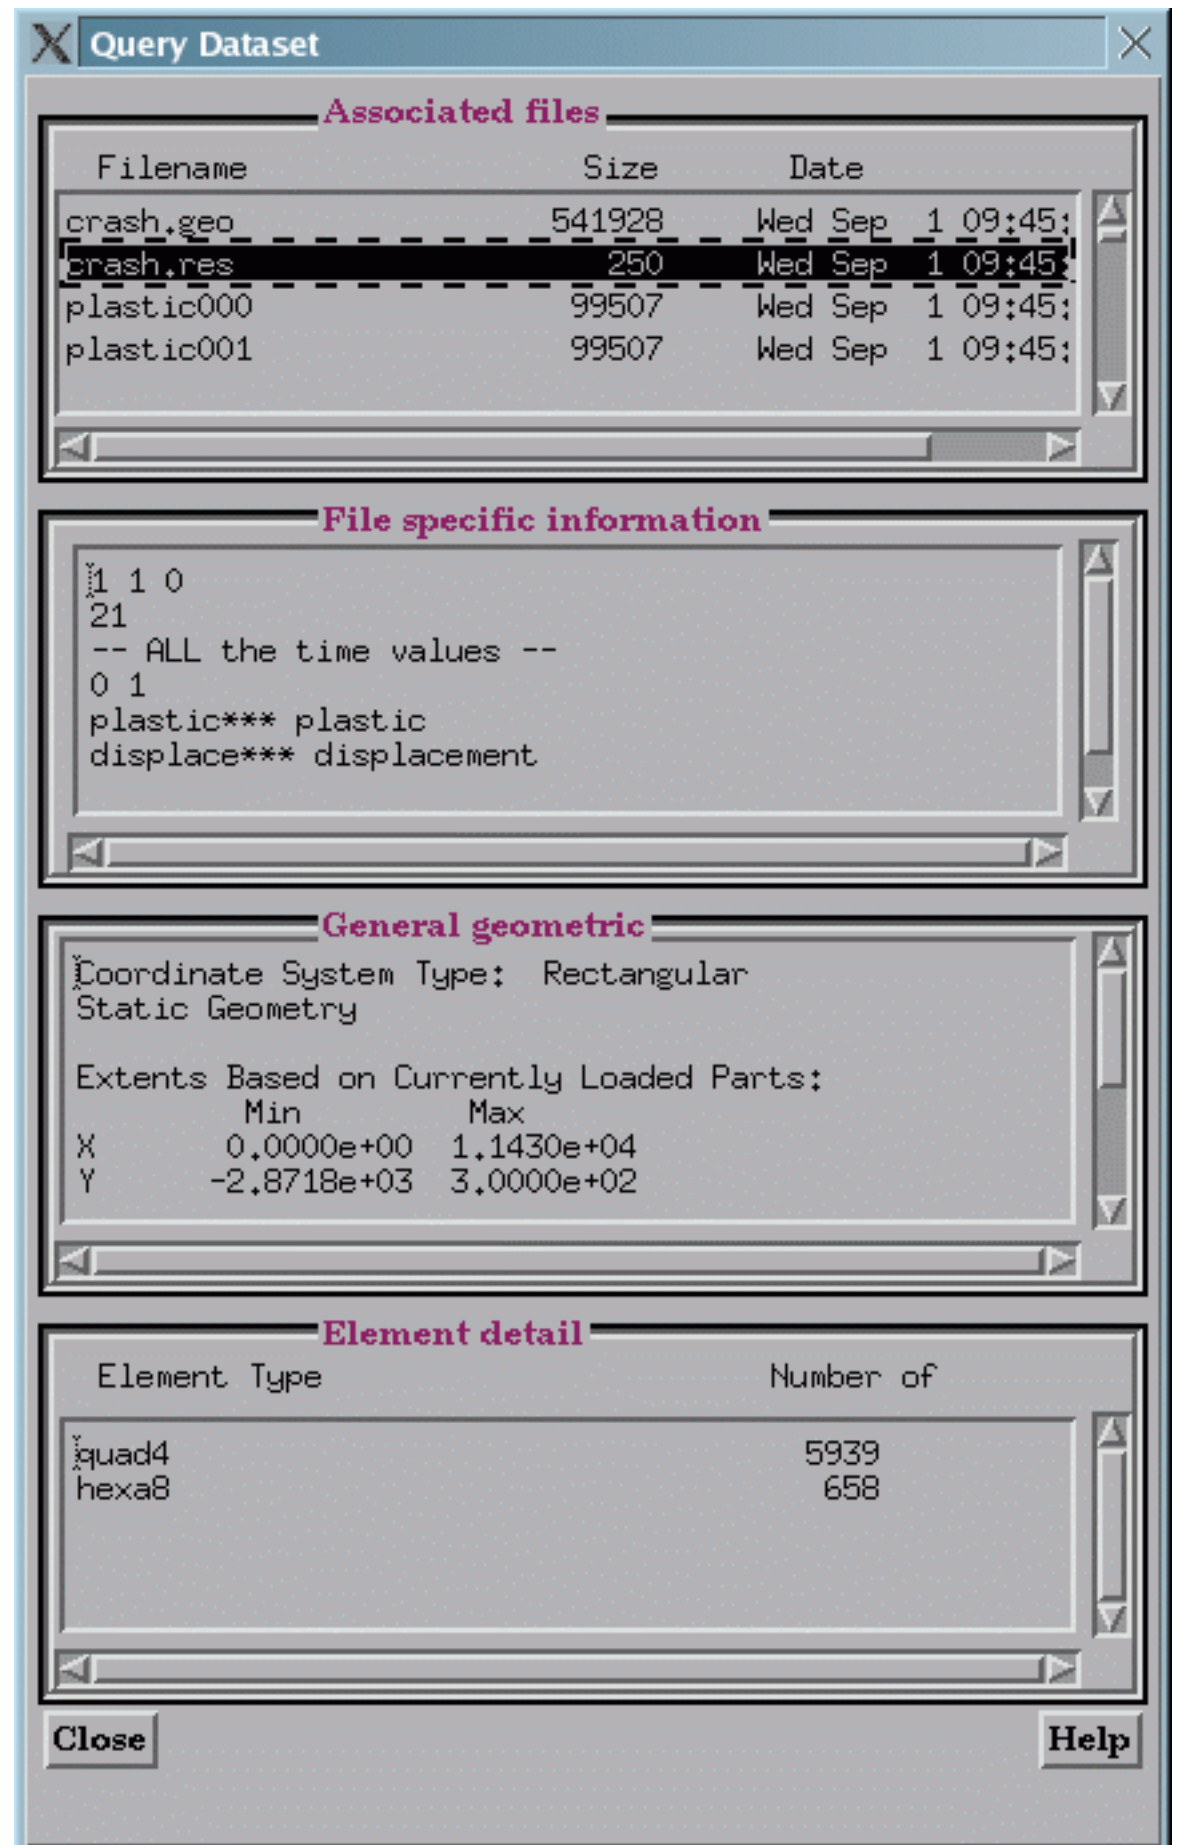 Query Dataset
Associated files
Filename Size Date
crash.geo 541928 Wed Sep 1 09:45:
crash.res 250 Wed Sep 1 09:45:
plastic000 99507 Wed Sep 1 09:45:
plastic001 99507 Wed Sep 1 09:45:
File specific information
1 1 0
21
-- ALL the time values --
0 1
plastic*** plastic
displace*** displacement
General geometric
Coordinate System Type: Rectangular
Static Geometry
Extents Based on Currently Loaded Parts:
Min Max
X 0.0000e+00 1.1430e+04
Y -2.8718e+03 3.0000e+02
Element detail
Element Type Number of
quad4 5939
hexa8 658
Close Help